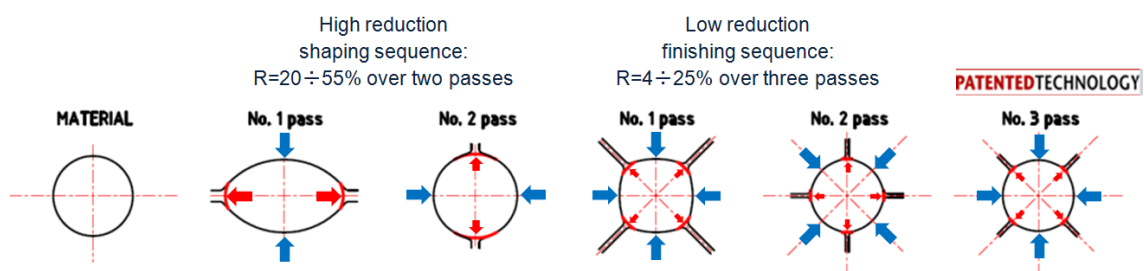 High reduction
shaping sequence:
R=20÷55% over two passes
Low reduction
finishing sequence:
R=4÷25% over three passes
PATENTEDTECHNOLOGY
MATERIAL
No. 1 pass
No. 2 pass
No. 1 pass
No. 2 pass
No. 3 pass